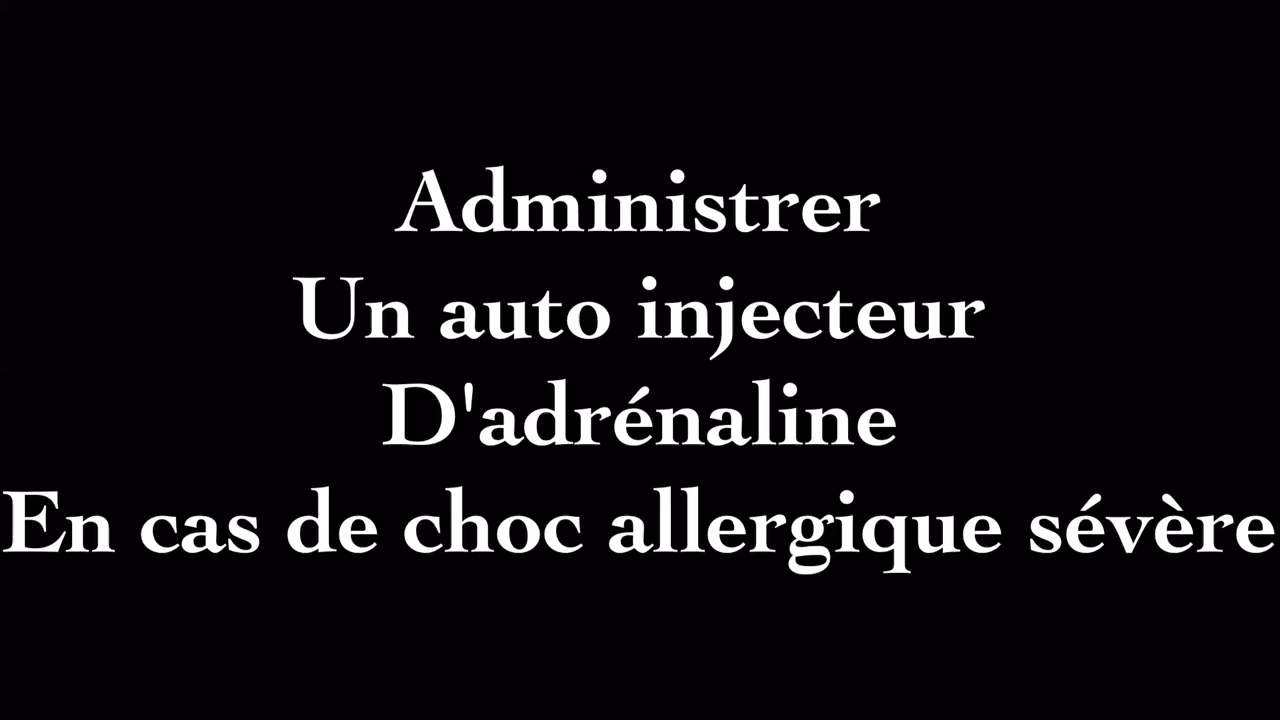 Administrer
Un auto injecteur
D'adrénaline
En cas de choc allergique sévère